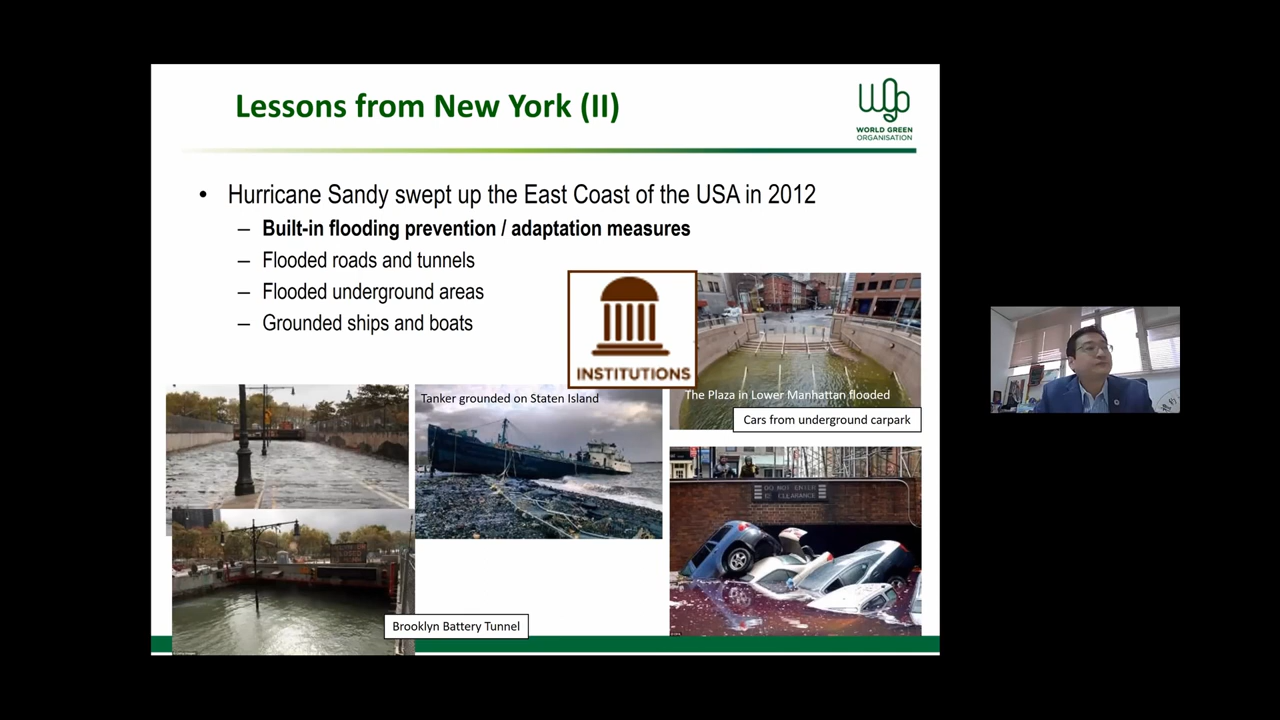 Lessons from New York (II)
wgo
WORLD GREEN
ORGANISATION
• Hurricane Sandy swept up the East Coast of the USA in 2012
– Built-in flooding prevention / adaptation measures
– Flooded roads and tunnels
– Flooded underground areas
– Grounded ships and boats
INSTITUTIONS
The Plaza in Lower Manhattan flooded
Tanker grounded on Staten Island
Cars from underground carpark
DO NOT ENTER
CLEARANCE
Brooklyn Battery Tunnel